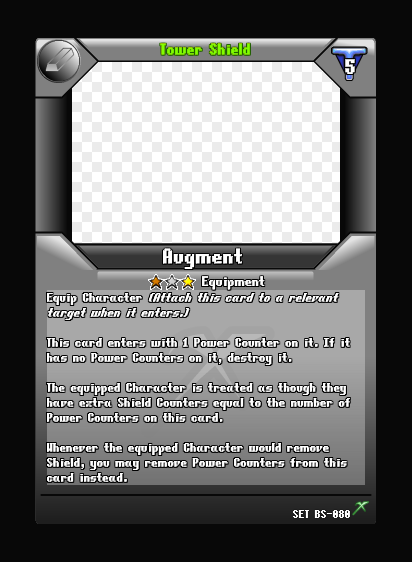 Tower Shield
5
Augment
Equipment
Equip Character (Attach this card to a relevant
target when it enters.)
This card enters with 1 Power Counter on it. If it
has no Power Counters on it, destroy it.
The equipped Character is treated as though they
have extra Shield Counters equal to the number of
Power Counters on this card.
Whenever the equipped Character would remove
Shield, you may remove Power Counters from this
card instead.
SET BS-080